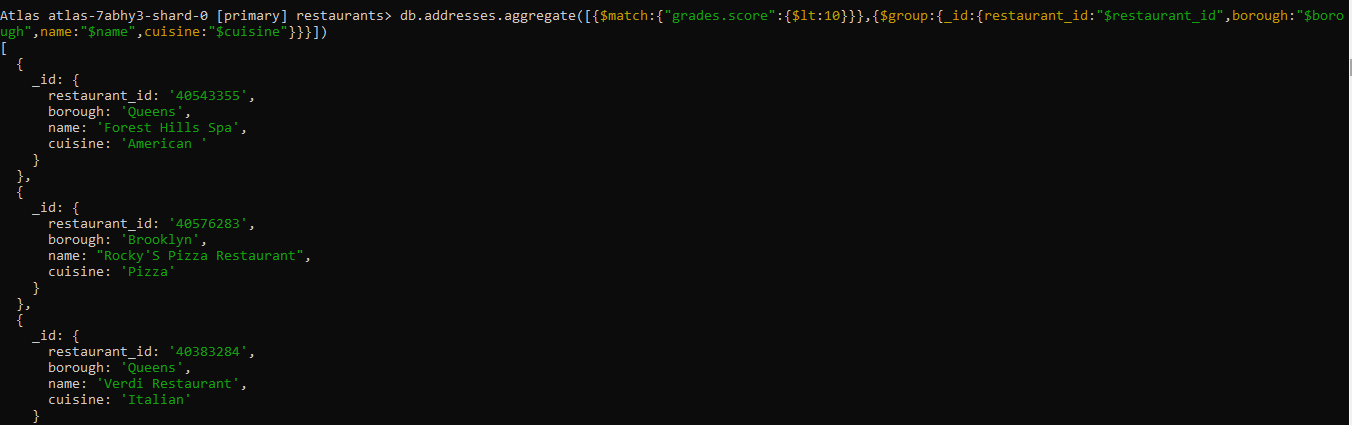 Atlas atlas-7abhy3-shard-0 [primary] restaurants> db.addresses.aggregate([{$match:{"grades.score":{$lt:10}}},{$group:{_id:{restaurant_id:"$restaurant_id",borough:"$boro
ugh",name:"$name",cuisine:"$cuisine"}}}])
[
  {
    _id: {
      restaurant_id: '40543355',
      borough: 'Queens',
      name: 'Forest Hills Spa',
      cuisine: 'American '
    }
  },
  {
    _id: {
      restaurant_id: '40576283',
      borough: 'Brooklyn',
      name: "Rocky'S Pizza Restaurant",
      cuisine: 'Pizza'
    }
  },
  {
    _id: {
      restaurant_id: '40383284',
      borough: 'Queens',
      name: 'Verdi Restaurant',
      cuisine: 'Italian'
    }